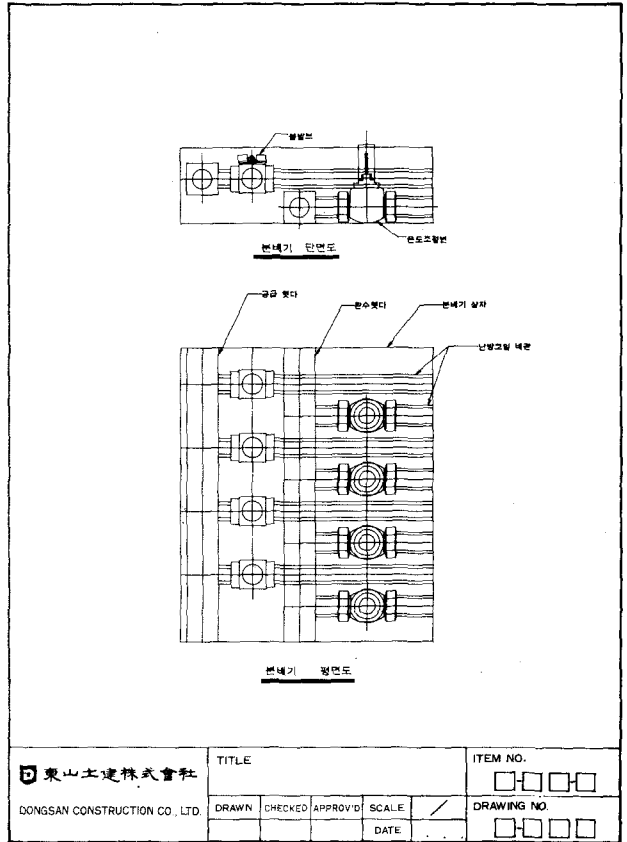 볼밸브
온도조절변
분배기 단면도
공급 헷다
환수헷다
분배기 상자
난방코일 배관
분배기 평면도
東山土建株式會社
DONGSAN CONSTRUCTION CO., LTD.
TITLE
DRAWN
CHECKED
APPROV'D
SCALE
DATE
ITEM NO.
DRAWING NO.